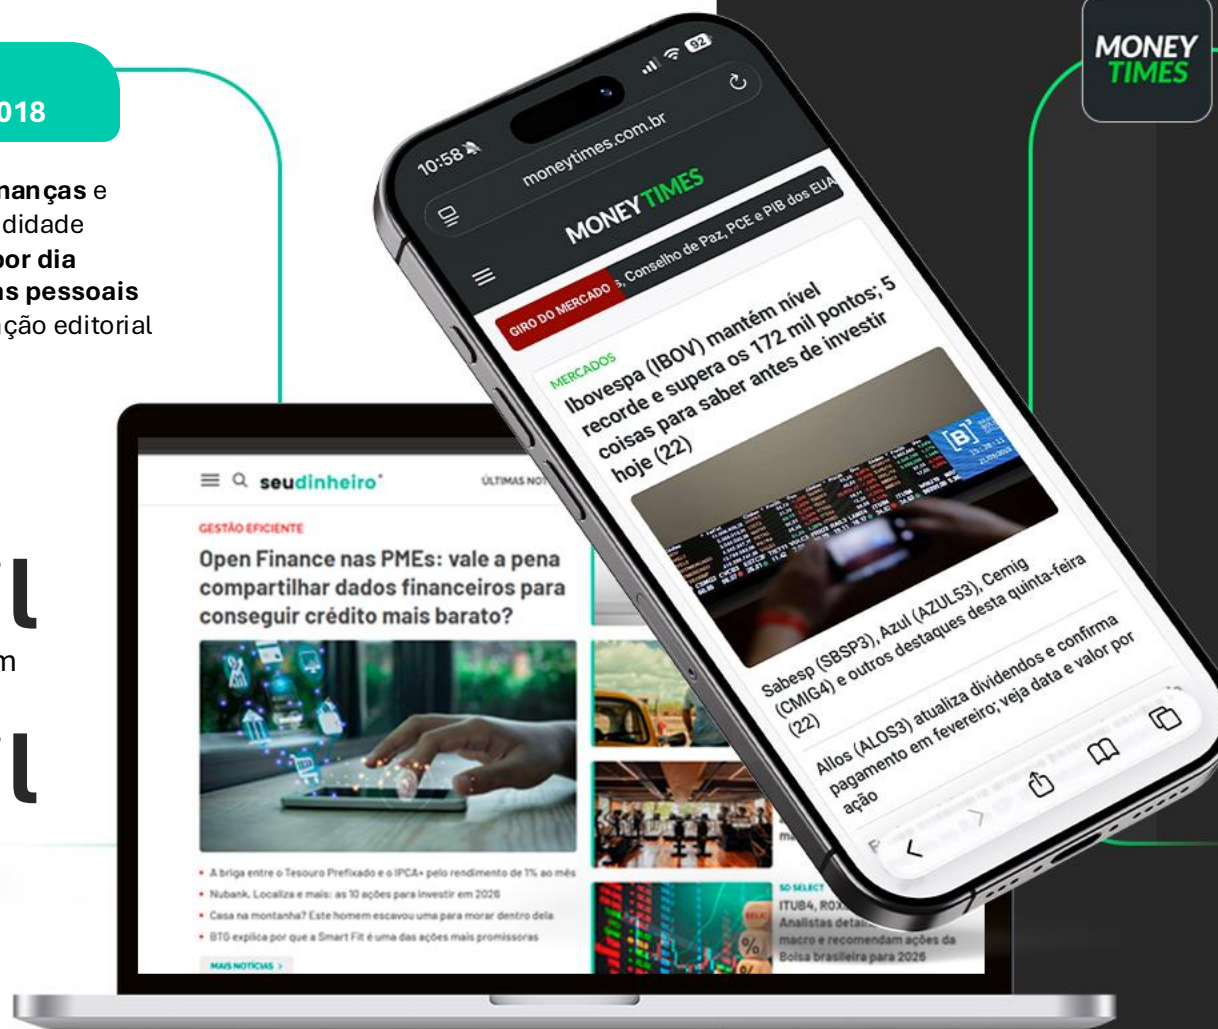 MONEY
TIMES
018
nanças e
didade
por dia
as pessoais
ação editorial
m
10:58
92
moneytimes.com.br
MONEY TIMES
GIRO DO MERCADO
s, Conselho de Paz, PCE e PIB dos EUA
MERCADOS
Ibovespa (IBOV) mantém nível
recorde e supera os 172 mil pontos; 5
coisas para saber antes de investir
hoje (22)
[B]³
Sabesp (SBSP3), Azul (AZUL53), Cemig
(CMIG4) e outros destaques desta quinta-feira
(22)
Allos (ALOS3) atualiza dividendos e confirma
pagamento em fevereiro; veja data e valor por
ação
seudinheiro
ÚLTIMAS NOT
GESTÃO EFICIENTE
Open Finance nas PMEs: vale a pena
compartilhar dados financeiros para
conseguir crédito mais barato?
A briga entre o Tesouro Prefixado e o IPCA+ pelo rendimento de 1% ao mês
Nubank, Localiza e mais: as 10 ações para investir em 2026
Casa na montanha? Este homem escavou uma para morar dentro dela
BTG explica por que a Smart Fit é uma das ações mais promissoras
MAIS NOTÍCIAS >
SELIC
%
SD SELECT
ITUB4, ROX
Analistas detal
macro e recomendam ações da
Bolsa brasileira para 2026